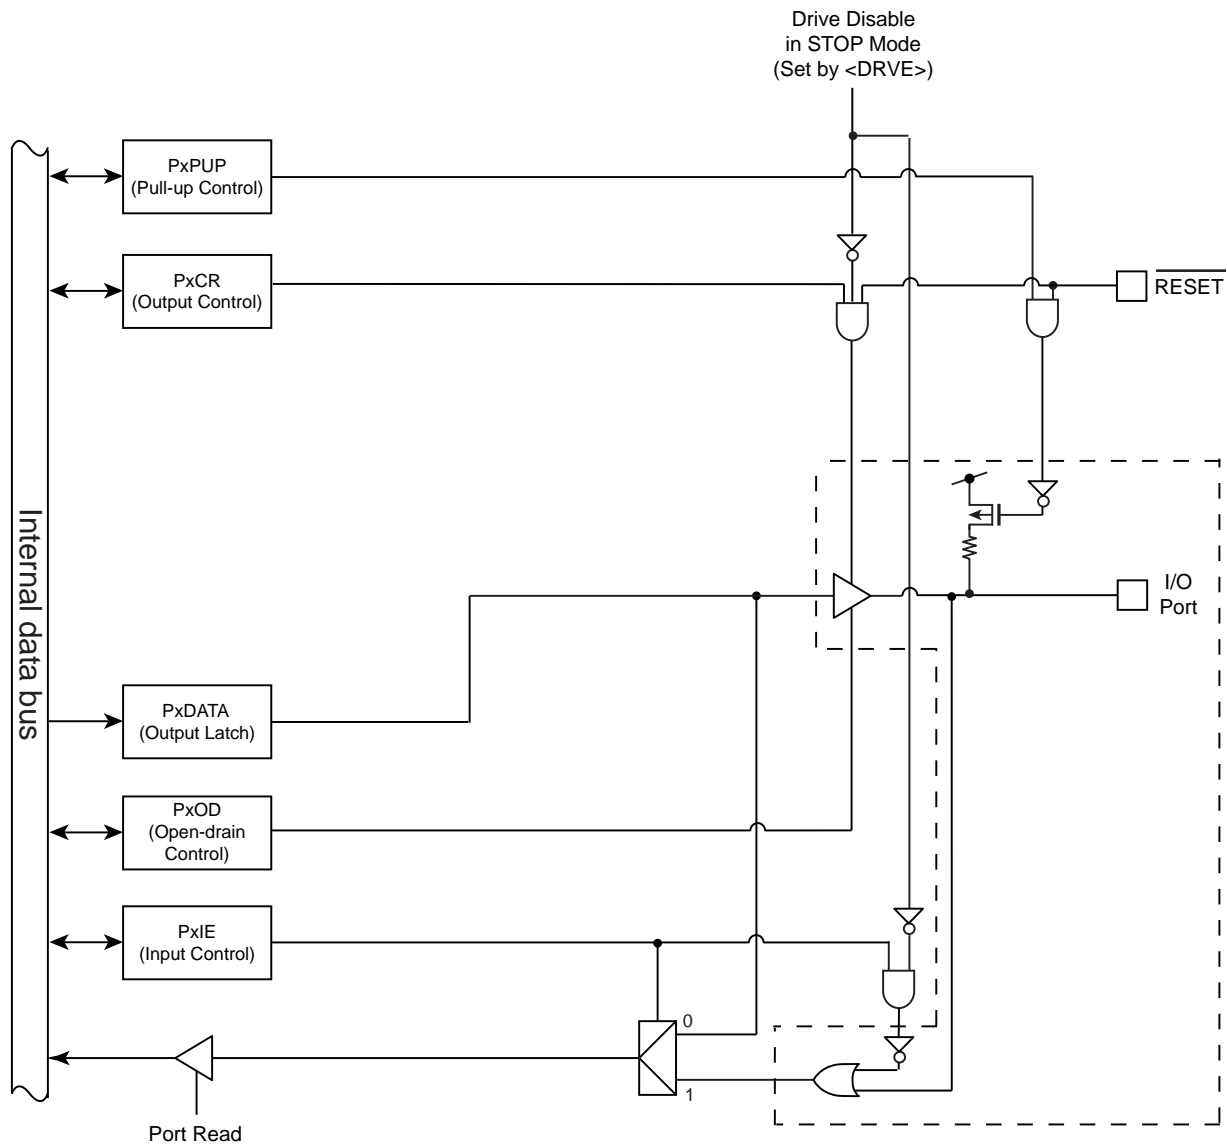 Drive Disable
in STOP Mode
(Set by <DRVE>)
PxPUP
(Pull-up Control)
PxCR
(Output Control)
RESET
Internal data bus
I/O
Port
PxDATA
(Output Latch)
PxOD
(Open-drain
Control)
PxIE
(Input Control)
0
1
Port Read